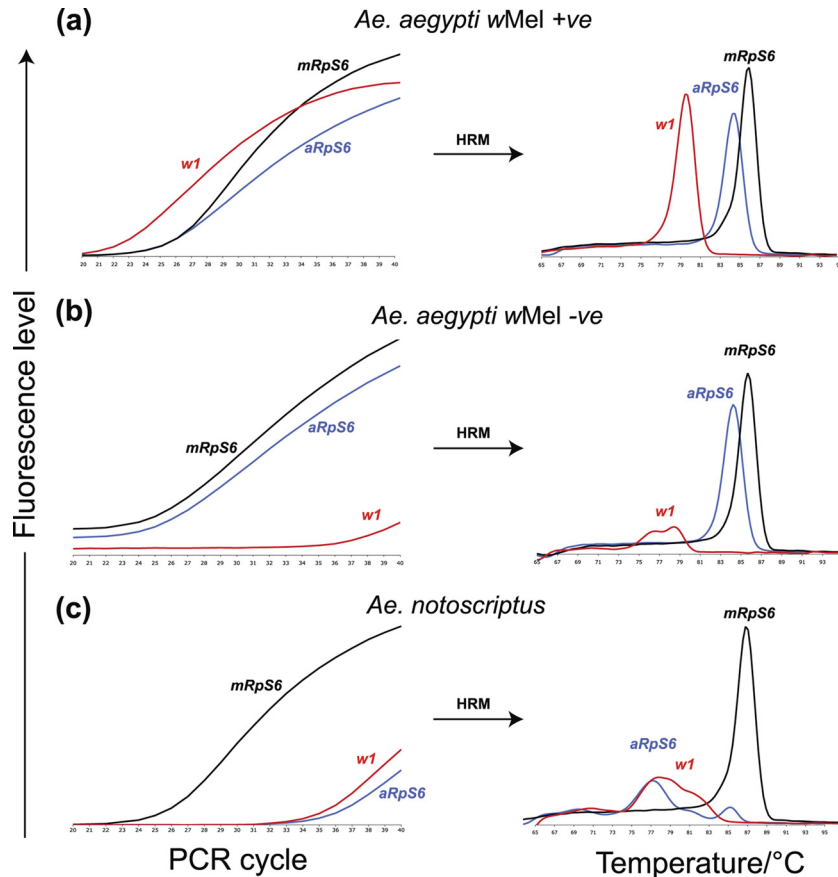 (a) Ae. aegypti wMel +ve
mRpS6
w1
aRpS6
HRM
mRpS6
aRpS6
w1
20 21 22 23 24 25 26 27 28 29 30 31 32 33 34 35 36 37 38 39 40
65 67 69 71 73 75 77 79 81 83 85 87 89 91 93 95
(b) Ae. aegypti wMel -ve
mRpS6
aRpS6
w1
HRM
mRpS6
aRpS6
w1
20 21 22 23 24 25 26 27 28 29 30 31 32 33 34 35 36 37 38 39 40
65 67 69 71 73 75 77 79 81 83 85 87 89 91 93
(c) Ae. notoscriptus
mRpS6
w1
aRpS6
HRM
mRpS6
aRpS6
w1
20 21 22 23 24 25 26 27 28 29 30 31 32 33 34 35 36 37 38 39 40
65 67 69 71 73 75 77 79 81 83 85 87 89 91 93 95
Fluorescence level
PCR cycle
Temperature/°C